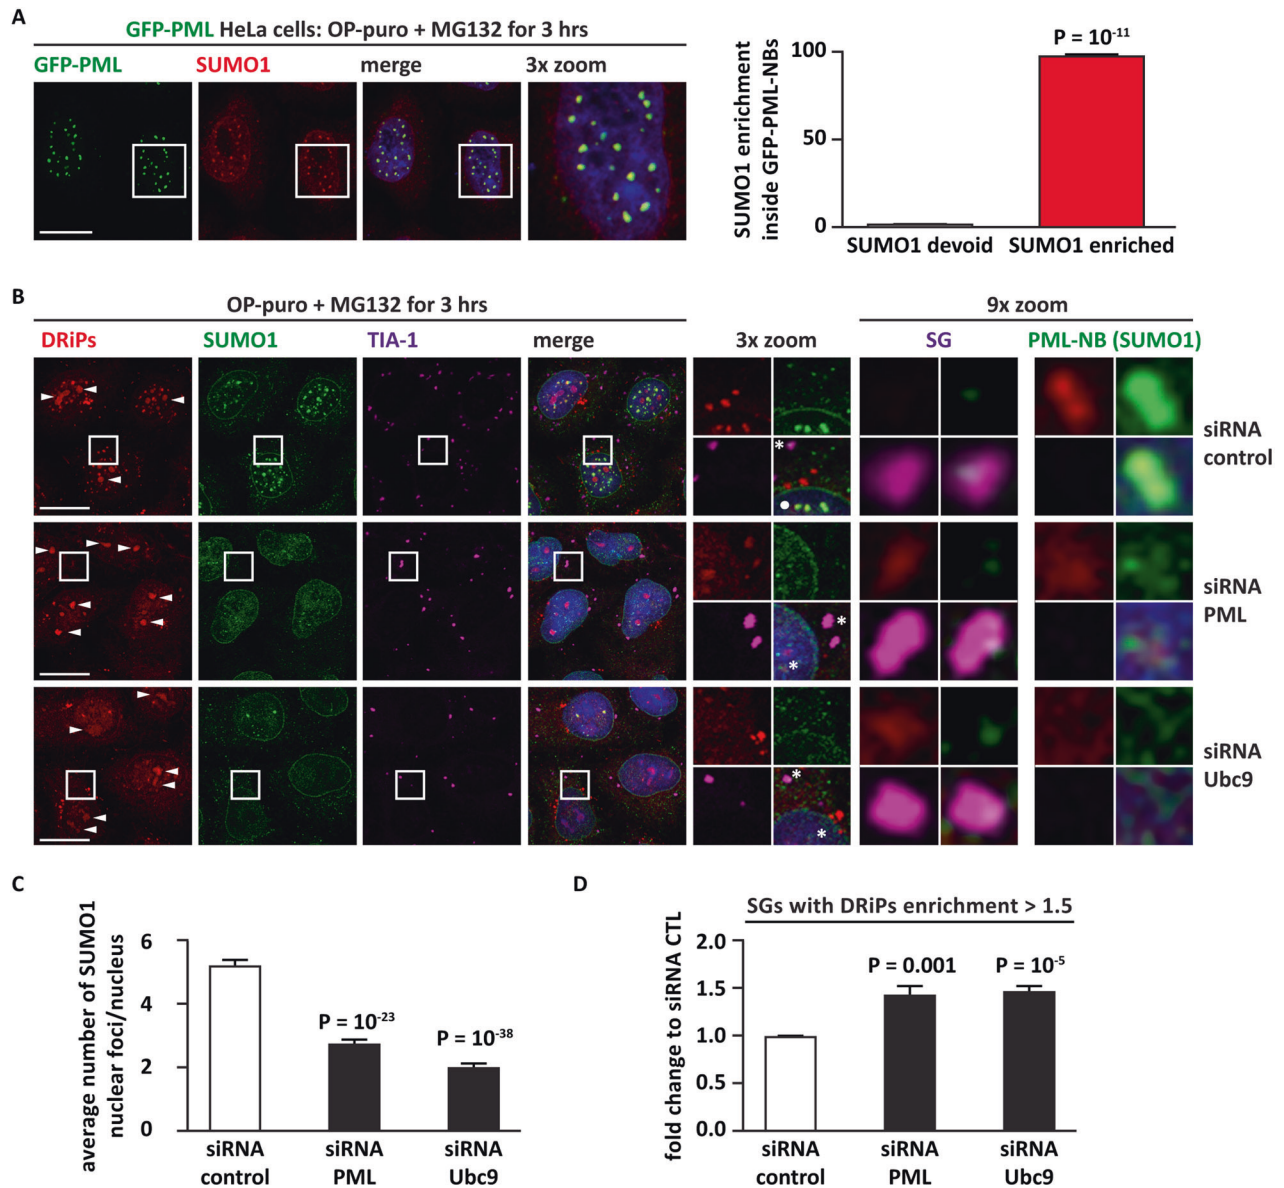 A
GFP-PML HeLa cells: OP-puro + MG132 for 3 hrs
GFP-PML SUMO1 merge 3x zoom
SUMO1 enrichment
inside GFP-PML-NBs
100
50
0
P = 10-11
SUMO1 devoid SUMO1 enriched
B
OP-puro + MG132 for 3 hrs
9x zoom
DRiPs SUMO1 TIA-1 merge 3x zoom SG PML-NB (SUMO1)
*
siRNA
control
*
*
siRNA
PML
*
*
siRNA
Ubc9
C
average number of SUMO1
nuclear foci/nucleus
6
4
2
0
P = 10-23
P = 10-38
siRNA
control
siRNA
PML
siRNA
Ubc9
D
SGs with DRiPs enrichment > 1.5
fold change to siRNA CTL
2.0
1.5
1.0
0.5
0.0
P = 0.001
P = 10-5
siRNA
control
siRNA
PML
siRNA
Ubc9